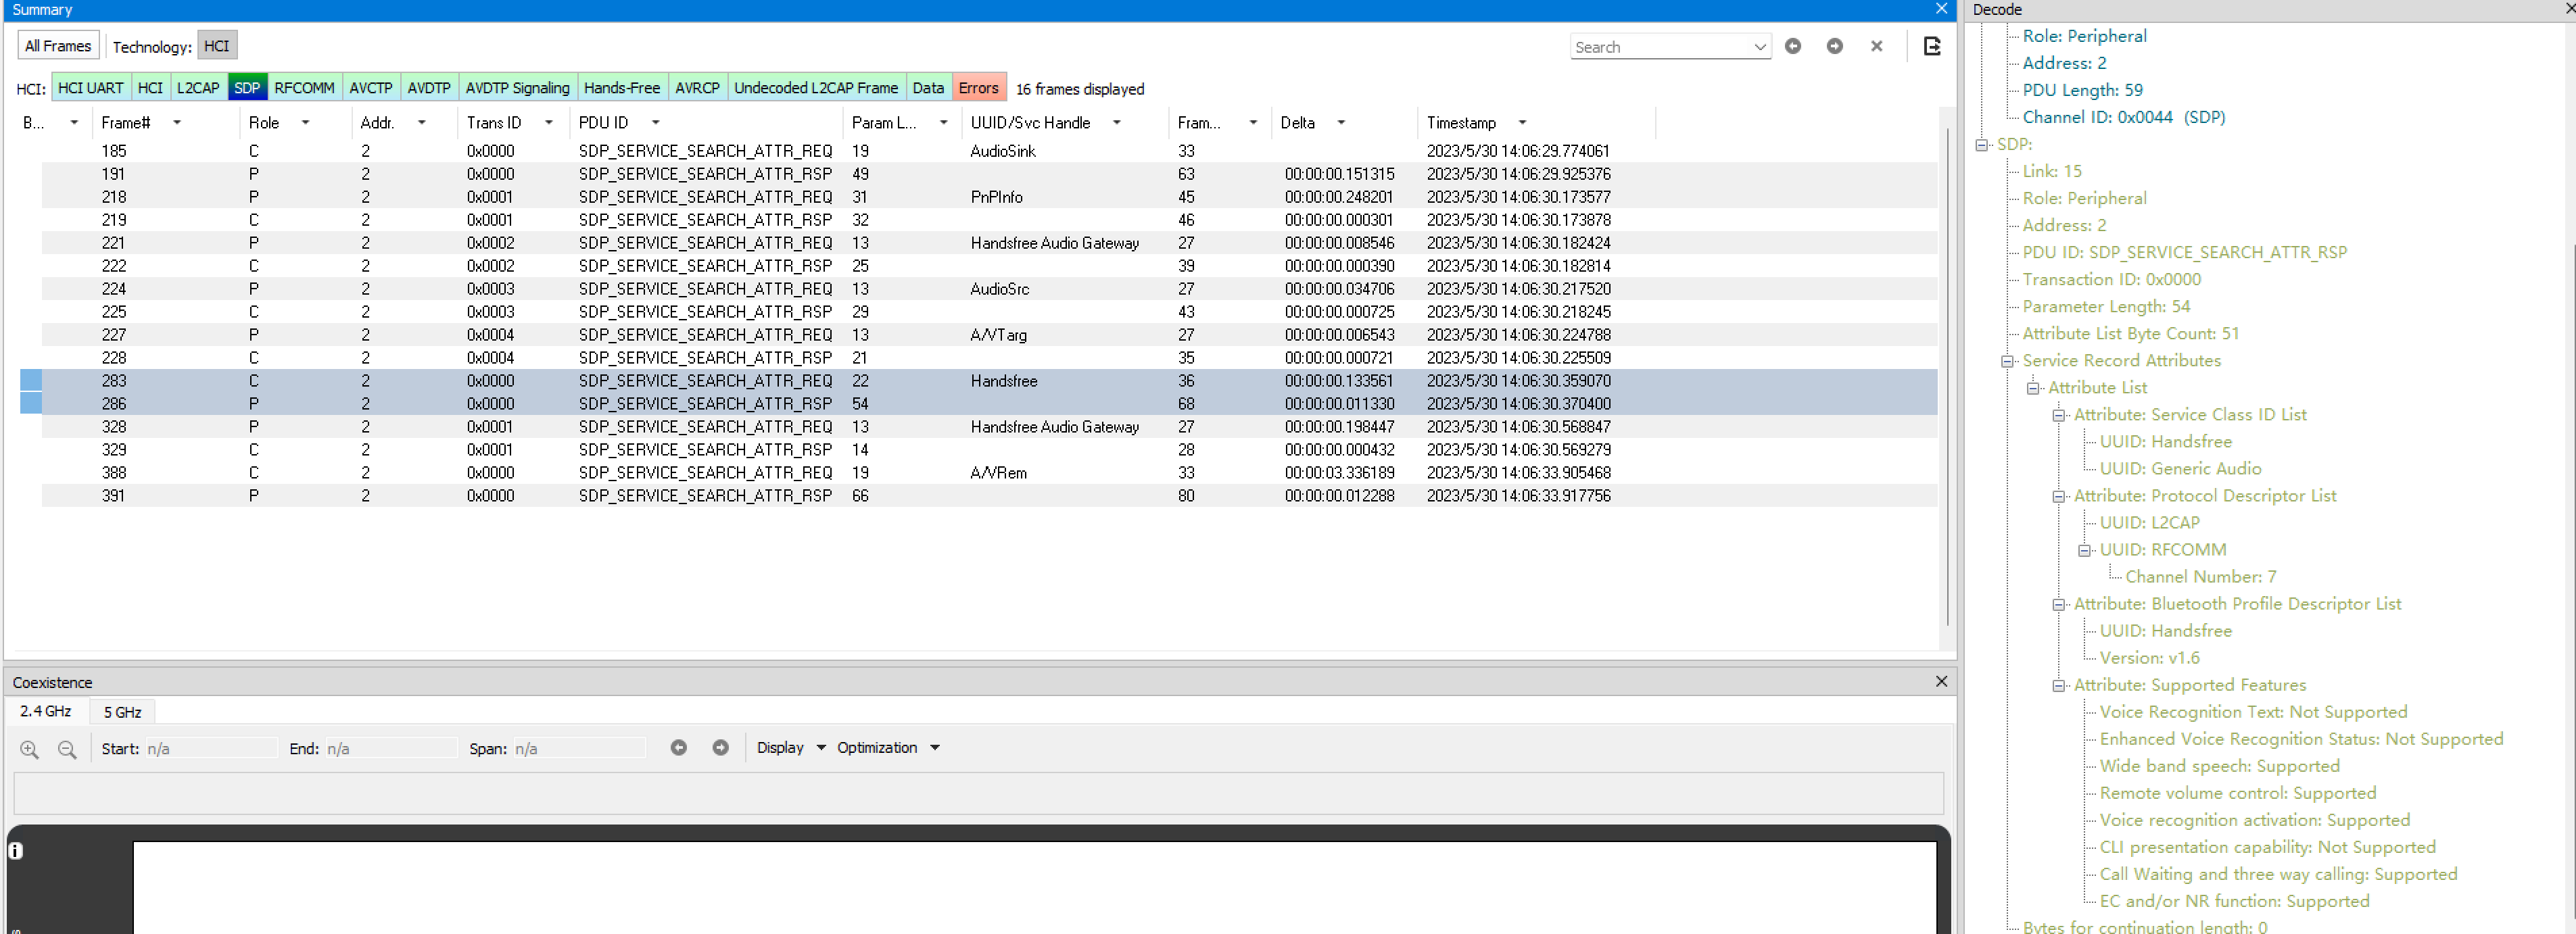 Summary
All Frames Technology: HCI Search
HCI: HCI UART HCI L2CAP SDP RFCOMM AVCTP AVDTP AVDTP Signaling Hands-Free AVRCP Undecoded L2CAP Frame Data Errors 16 frames displayed
B... Frame# Role Addr. Trans ID PDU ID Param L... UUID/Svc Handle Fram... Delta Timestamp
185 C 2 0x0000 SDP_SERVICE_SEARCH_ATTR_REQ 19 AudioSink 33 2023/5/30 14:06:29.774061
191 P 2 0x0000 SDP_SERVICE_SEARCH_ATTR_RSP 49 63 00:00:00.151315 2023/5/30 14:06:29.925376
218 P 2 0x0001 SDP_SERVICE_SEARCH_ATTR_REQ 31 PnPInfo 45 00:00:00.248201 2023/5/30 14:06:30.173577
219 C 2 0x0001 SDP_SERVICE_SEARCH_ATTR_RSP 32 46 00:00:00.000301 2023/5/30 14:06:30.173878
221 P 2 0x0002 SDP_SERVICE_SEARCH_ATTR_REQ 13 Handsfree Audio Gateway 27 00:00:00.008546 2023/5/30 14:06:30.182424
222 C 2 0x0002 SDP_SERVICE_SEARCH_ATTR_RSP 25 39 00:00:00.000390 2023/5/30 14:06:30.182814
224 P 2 0x0003 SDP_SERVICE_SEARCH_ATTR_REQ 13 AudioSrc 27 00:00:00.034706 2023/5/30 14:06:30.217520
225 C 2 0x0003 SDP_SERVICE_SEARCH_ATTR_RSP 29 43 00:00:00.000725 2023/5/30 14:06:30.218245
227 P 2 0x0004 SDP_SERVICE_SEARCH_ATTR_REQ 13 A/VTarg 27 00:00:00.006543 2023/5/30 14:06:30.224788
228 C 2 0x0004 SDP_SERVICE_SEARCH_ATTR_RSP 21 35 00:00:00.000721 2023/5/30 14:06:30.225509
283 C 2 0x0000 SDP_SERVICE_SEARCH_ATTR_REQ 22 Handsfree 36 00:00:00.133561 2023/5/30 14:06:30.359070
286 P 2 0x0000 SDP_SERVICE_SEARCH_ATTR_RSP 54 68 00:00:00.011330 2023/5/30 14:06:30.370400
328 P 2 0x0001 SDP_SERVICE_SEARCH_ATTR_REQ 13 Handsfree Audio Gateway 27 00:00:00.198447 2023/5/30 14:06:30.568847
329 C 2 0x0001 SDP_SERVICE_SEARCH_ATTR_RSP 14 28 00:00:00.000432 2023/5/30 14:06:30.569279
388 C 2 0x0000 SDP_SERVICE_SEARCH_ATTR_REQ 19 A/VRem 33 00:00:03.336189 2023/5/30 14:06:33.905468
391 P 2 0x0000 SDP_SERVICE_SEARCH_ATTR_RSP 66 80 00:00:00.012288 2023/5/30 14:06:33.917756
Coexistence
2.4 GHz 5 GHz
Start: n/a End: n/a Span: n/a Display Optimization
Decode
Role: Peripheral
Address: 2
PDU Length: 59
Channel ID: 0x0044 (SDP)
SDP:
Link: 15
Role: Peripheral
Address: 2
PDU ID: SDP_SERVICE_SEARCH_ATTR_RSP
Transaction ID: 0x0000
Parameter Length: 54
Attribute List Byte Count: 51
Service Record Attributes
Attribute List
Attribute: Service Class ID List
UUID: Handsfree
UUID: Generic Audio
Attribute: Protocol Descriptor List
UUID: L2CAP
UUID: RFCOMM
Channel Number: 7
Attribute: Bluetooth Profile Descriptor List
UUID: Handsfree
Version: v1.6
Attribute: Supported Features
Voice Recognition Text: Not Supported
Enhanced Voice Recognition Status: Not Supported
Wide band speech: Supported
Remote volume control: Supported
Voice recognition activation: Supported
CLI presentation capability: Not Supported
Call Waiting and three way calling: Supported
EC and/or NR function: Supported
Bytes for continuation length: 0